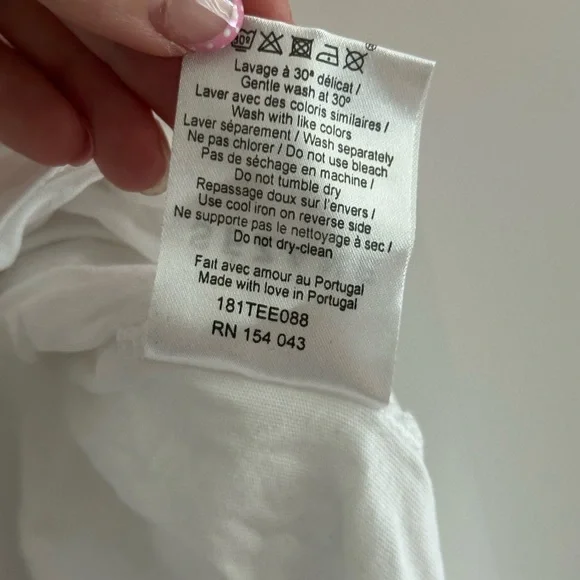 30°
Lavage à 30° délicat /
Gentle wash at 30°
Laver avec des coloris similaires /
Wash with like colors
Laver séparement / Wash separately
Ne pas chlorer / Do not use bleach
Pas de séchage en machine /
Do not tumble dry
Repassage doux sur l'envers /
Use cool iron on reverse side
Ne supporte pas le nettoyage à sec /
Do not dry-clean
Fait avec amour au Portugal
Made with love in Portugal
181TEE088
RN 154 043